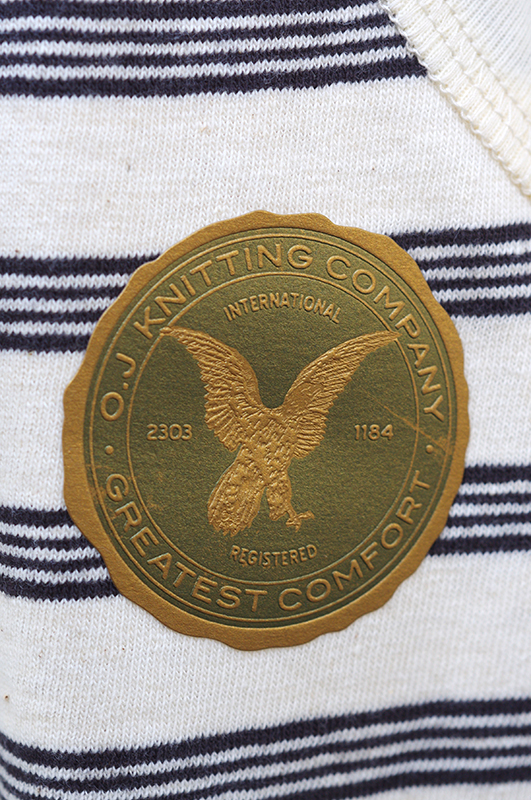 O.J KNITTING COMPANY
INTERNATIONAL
2303 1184
REGISTERED
· GREATEST COMFORT ·